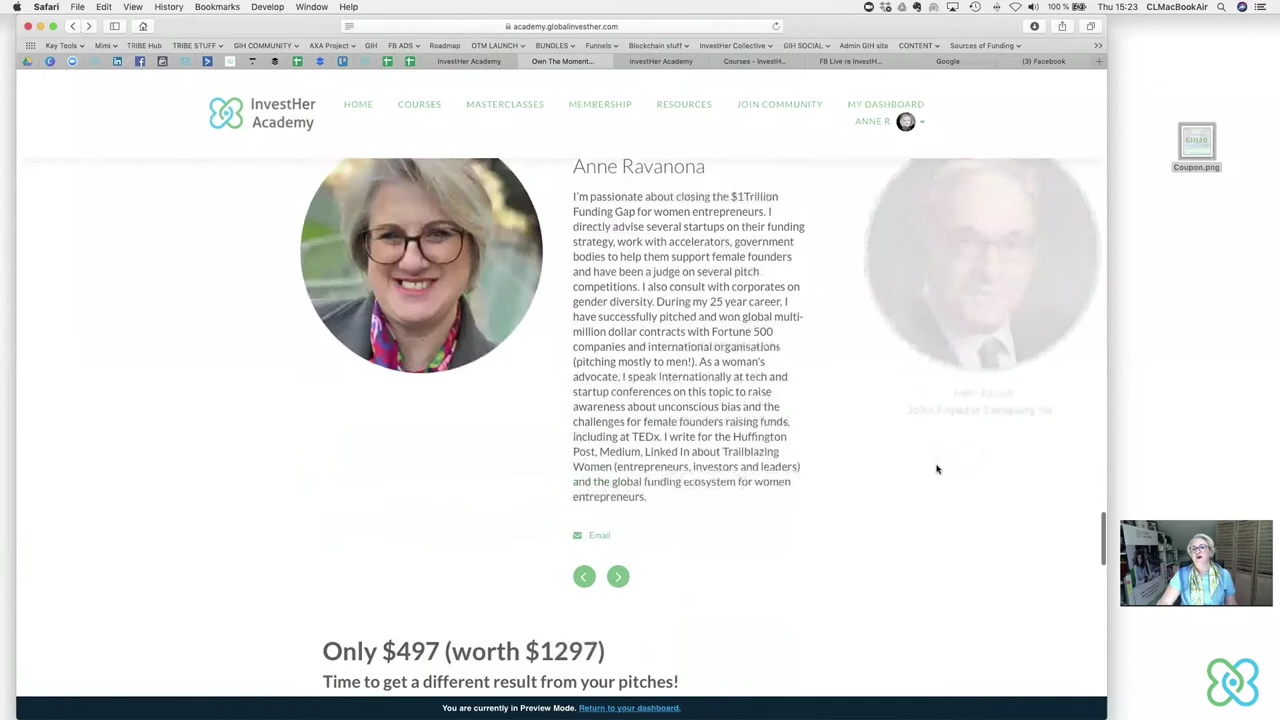 Safari File Edit View History Bookmarks Develop Window Help 100 % Thu 15:23 CLMacBookAir
academy.globalinvesther.com
Key Tools Mimi TRIBE Hub TRIBE STUFF GIH COMMUNITY AXA Project GIH FB ADS Roadmap OTM LAUNCH BUNDLES Funnels Blockchain stuff InvestHer Collective GIH SOCIAL Admin GIH site CONTENT Sources of Funding
InvestHer Academy Own The Moment... InvestHer Academy Courses - InvestH... FB Live re InvestH... Google (3) Facebook
InvestHer
Academy
HOME COURSES MASTERCLASSES MEMBERSHIP RESOURCES JOIN COMMUNITY MY DASHBOARD
ANNE R
Coupon.png
Anne Ravanona
I'm passionate about closing the $1Trillion
Funding Gap for women entrepreneurs. I
directly advise several startups on their funding
strategy, work with accelerators, government
bodies to help them support female founders
and have been a judge on several pitch
competitions. I also consult with corporates on
gender diversity. During my 25 year career, I
have successfully pitched and won global multi-
million dollar contracts with Fortune 500
companies and international organisations
(pitching mostly to men!). As a woman's
advocate, I speak Internationally at tech and
startup conferences on this topic to raise
awareness about unconscious bias and the
challenges for female founders raising funds,
including at TEDx. I write for the Huffington
Post, Medium, Linked In about Trailblazing
Women (entrepreneurs, investors and leaders)
and the global funding ecosystem for women
entrepreneurs.
Email
Only $497 (worth $1297)
Time to get a different result from your pitches!
You are currently in Preview Mode. Return to your dashboard.